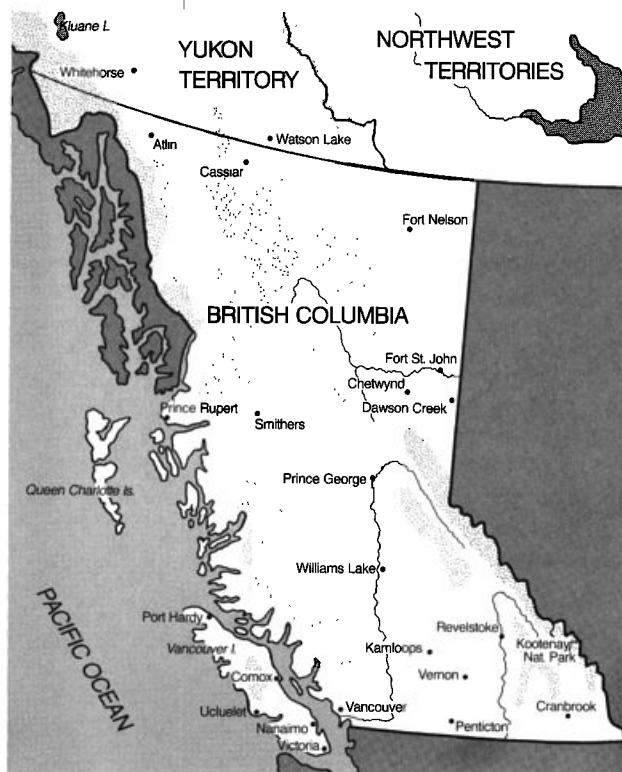 Kluane L.
YUKON
TERRITORY
NORTHWEST
TERRITORIES
Whitehorse
Atlin
Watson Lake
Cassiar
Fort Nelson
BRITISH COLUMBIA
Fort St. John
Chetwynd
Dawson Creek
Prince Rupert
Smithers
Queen Charlotte Is.
Prince George
Williams Lake
PACIFIC OCEAN
Port Hardy
Vancouver I.
Revelstoke
Kootenay
Nat. Park
Kamloops
Vernon
Comox
Ucluelet
Vancouver
Cranbrook
Nanaimo
Penticton
Victoria